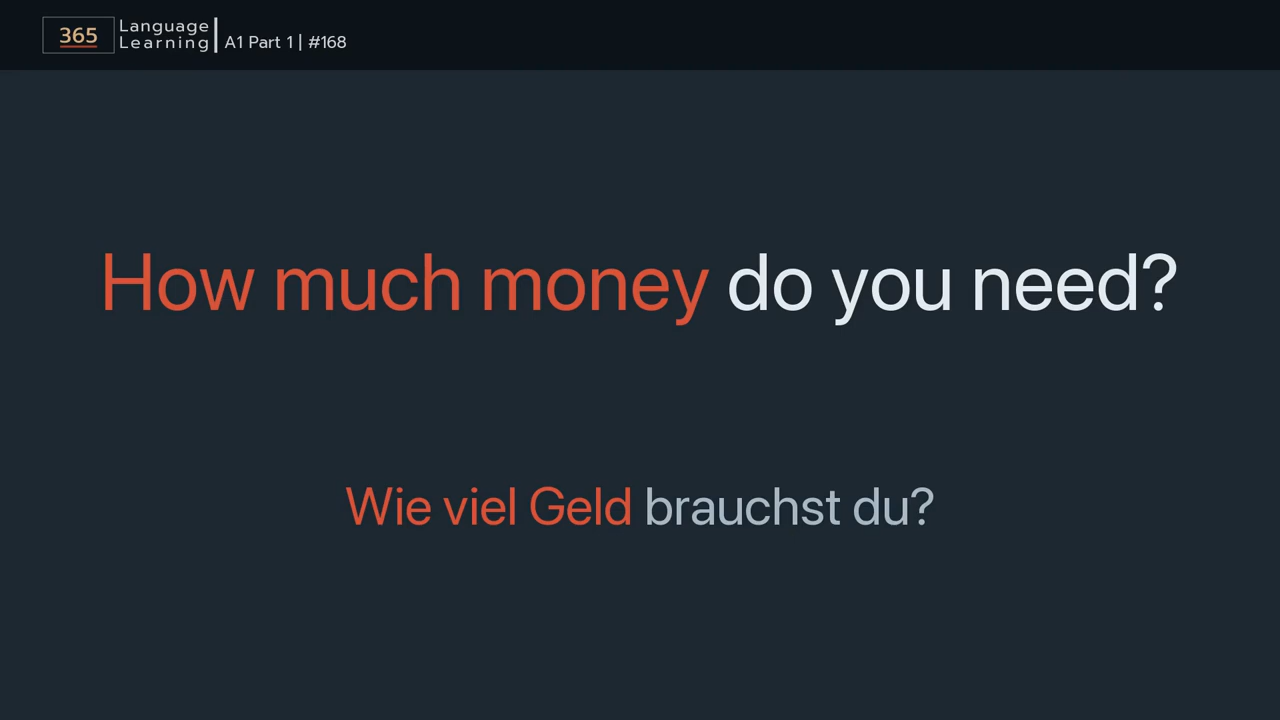 365 Language Learning | A1 Part 1 | #168
How much money do you need?
Wie viel Geld brauchst du?